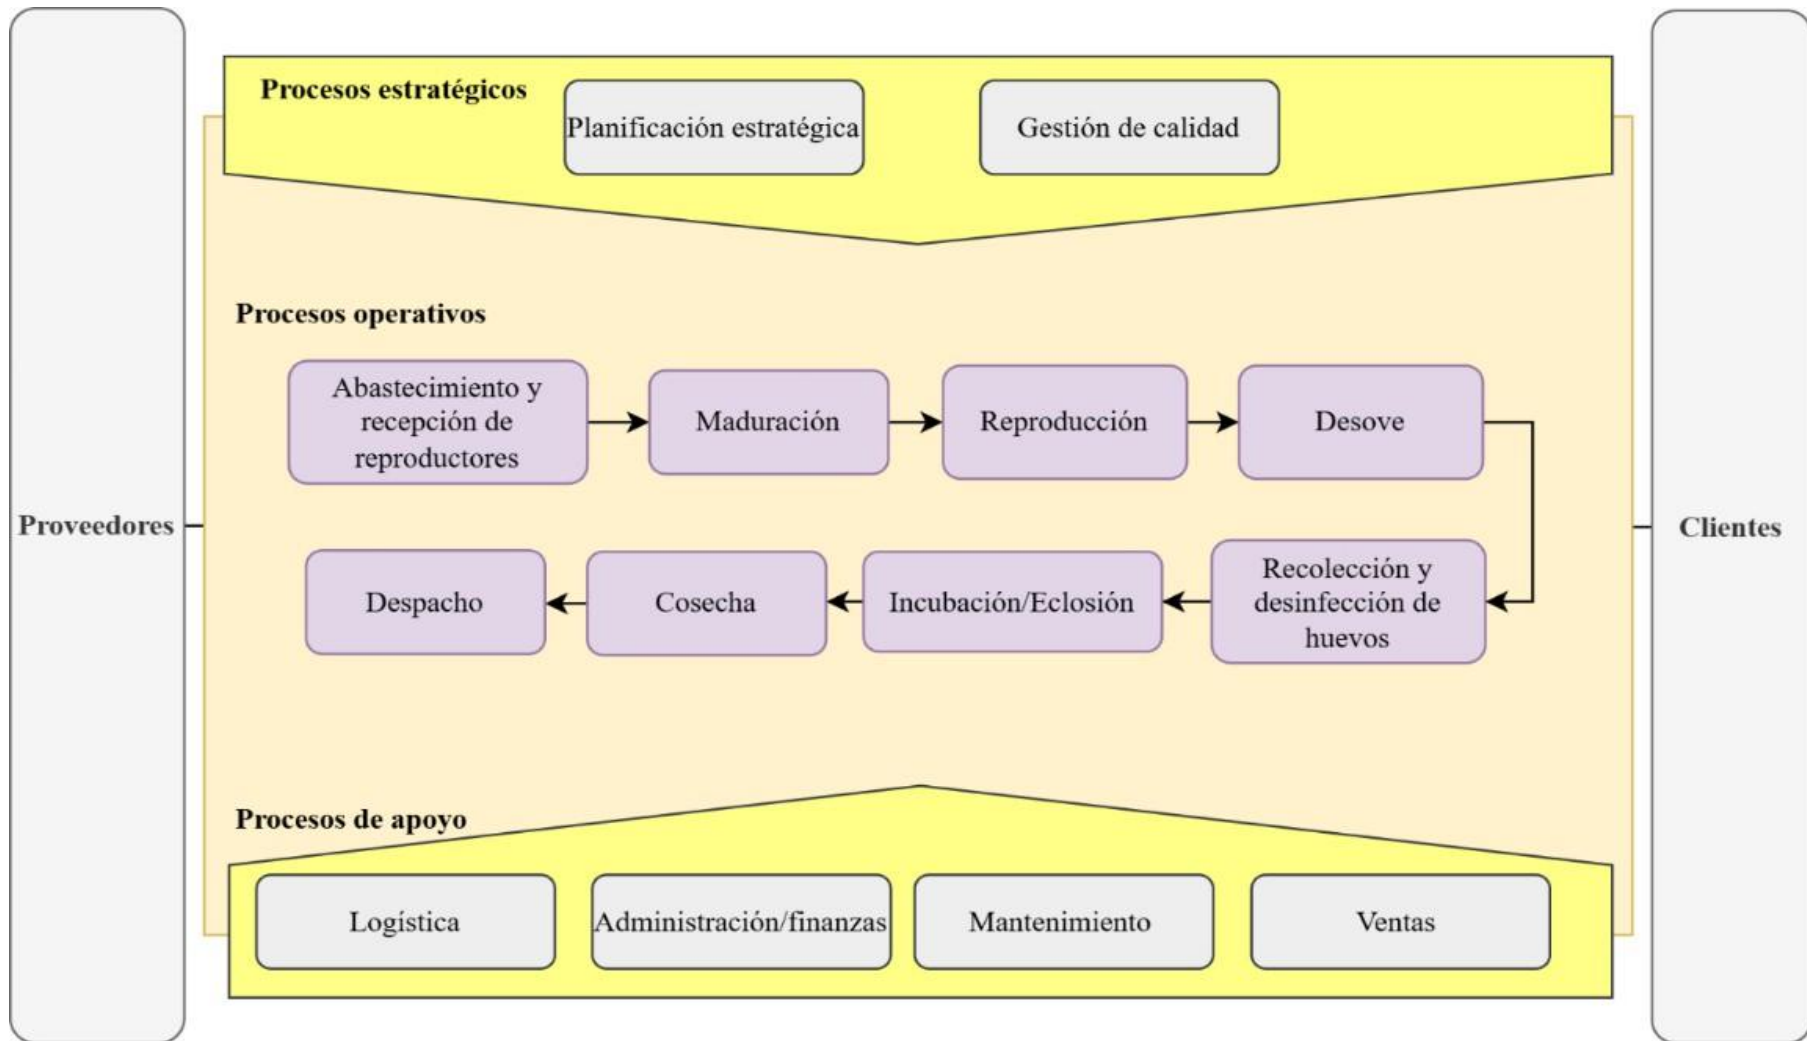 Procesos estratégicos
Planificación estratégica
Gestión de calidad
Procesos operativos
Abastecimiento y
recepción de
reproductores
Maduración
Reproducción
Desove
Recolección y
desinfección de
huevos
Incubación/Eclosión
Cosecha
Despacho
Proveedores
Clientes
Procesos de apoyo
Logística
Administración/finanzas
Mantenimiento
Ventas